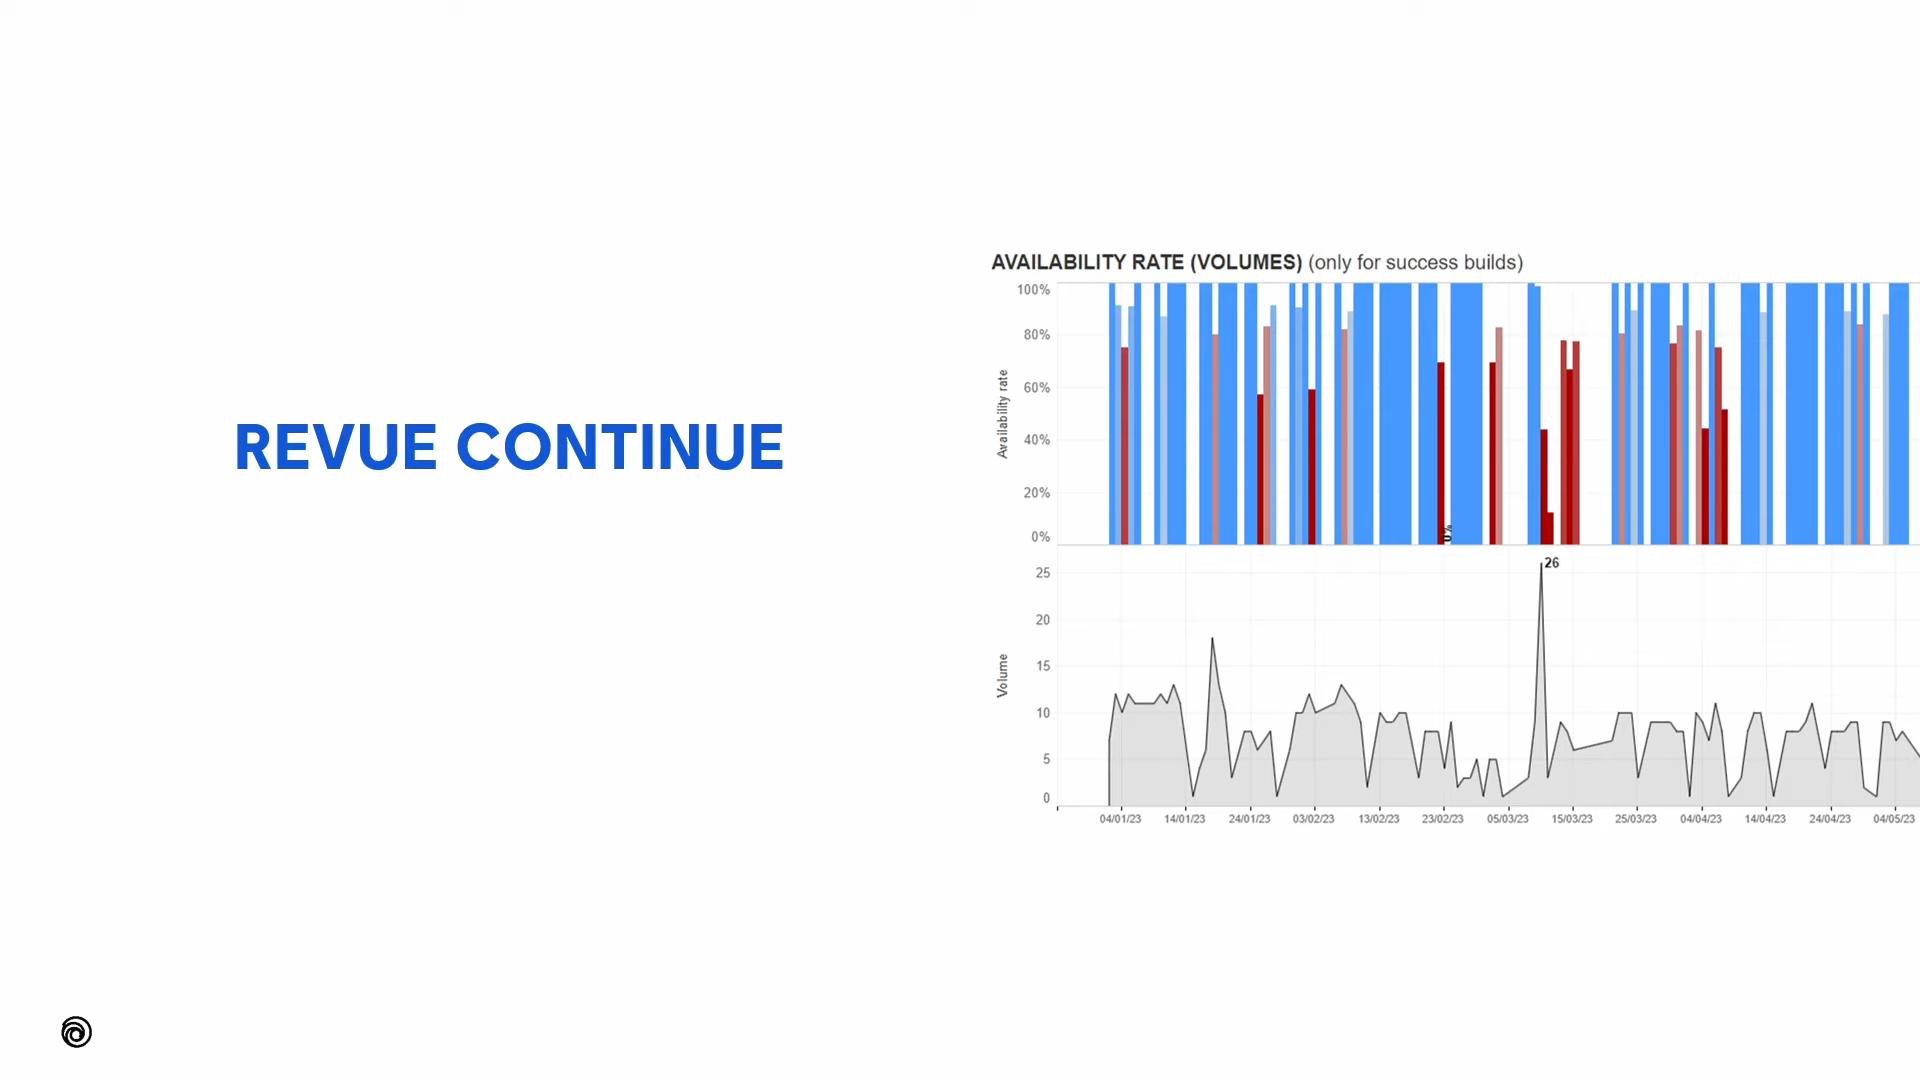 REVUE CONTINUE
AVAILABILITY RATE (VOLUMES) (only for success builds)
Availability rate
100%
80%
60%
40%
20%
0%
0%
Volume
26
25
20
15
10
5
0
04/01/23 14/01/23 24/01/23 03/02/23 13/02/23 23/02/23 05/03/23 15/03/23 25/03/23 04/04/23 14/04/23 24/04/23 04/05/23